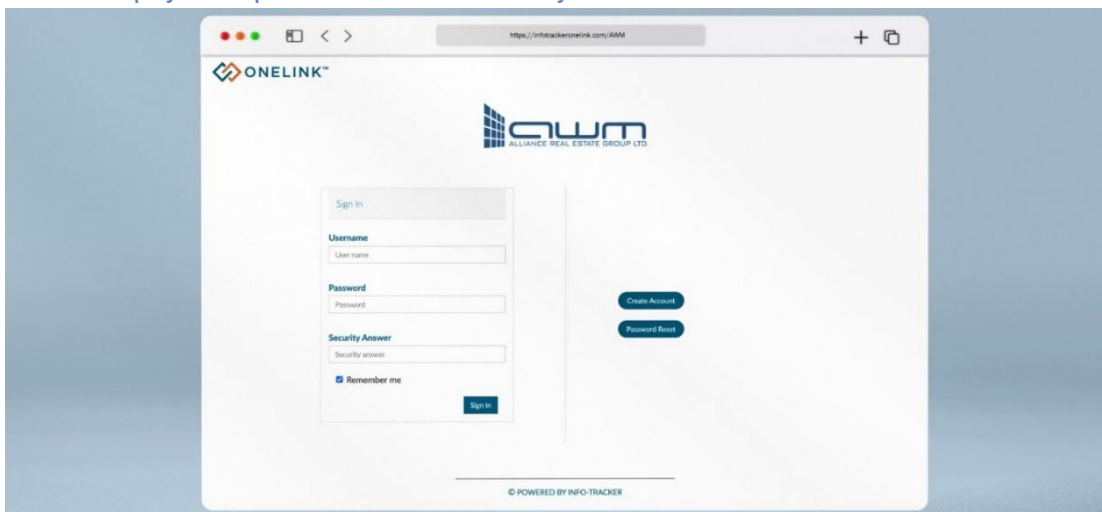 https://infotrackeronelink.com/AWM
ONELINK™
awm
ALLIANCE REAL ESTATE GROUP LTD.
Sign in
Username
User name
Password
Password
Create Account
Password Reset
Security Answer
Security answer
Remember me
Sign In
© POWERED BY INFO-TRACKER